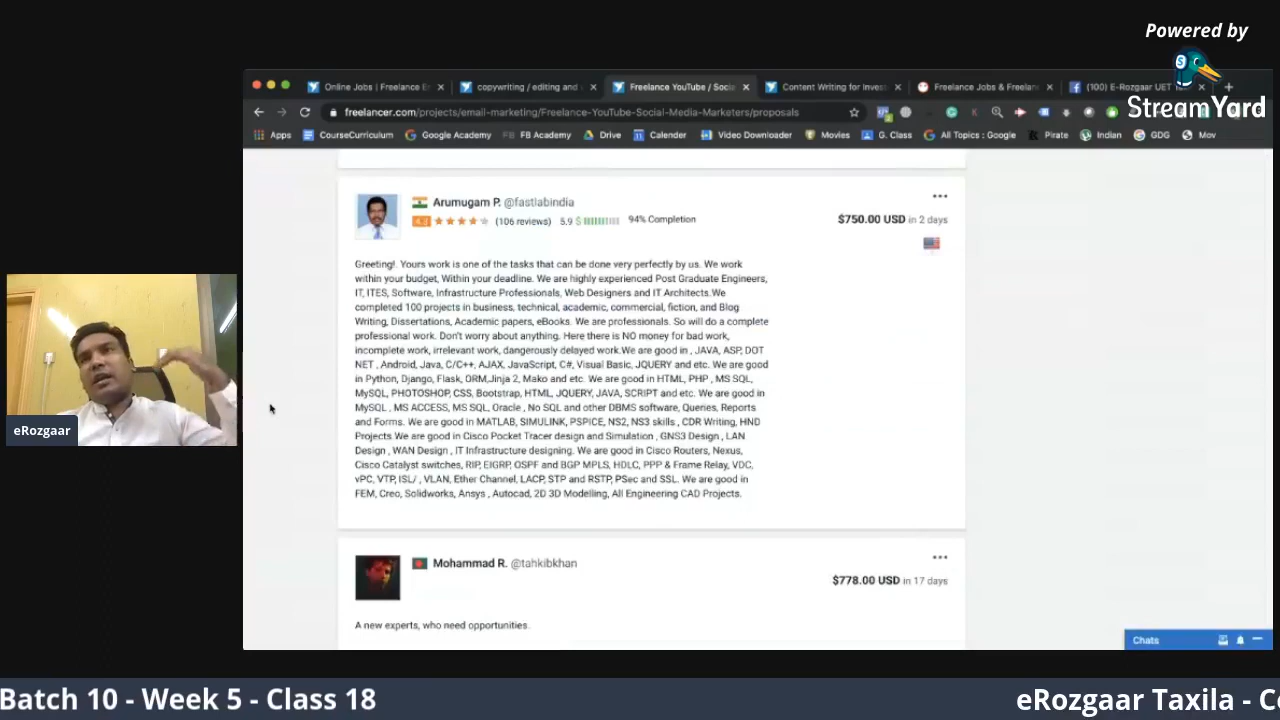 Powered by
StreamYard
Online Jobs | Freelance E
copywriting / editing and
Freelance YouTube / Socia
Content Writing for Inves
Freelance Jobs & Freelan
(100) E-Rozgaar UET
freelancer.com/projects/email-marketing/Freelance-YouTube-Social-Media-Marketers/proposals
Apps
CourseCurriculum
Google Academy
FB Academy
Drive
Calender
Video Downloader
Movies
G. Class
All Topics : Google
Pirate
Indian
GDG
Mov
Arumugam P. @fastlabindia
(106 reviews) 5.9 $ 94% Completion
$750.00 USD in 2 days
Greeting!. Yours work is one of the tasks that can be done very perfectly by us. We work
within your budget, Within your deadline. We are highly experienced Post Graduate Engineers,
IT, ITES, Software, Infrastructure Professionals, Web Designers and IT Architects.We
completed 100 projects in business, technical, academic, commercial, fiction, and Blog
Writing, Dissertations, Academic papers, eBooks. We are professionals. So will do a complete
professional work. Don't worry about anything. Here there is NO money for bad work,
incomplete work, irrelevant work, dangerously delayed work.We are good in , JAVA, ASP, DOT
NET , Android, Java, C/C++, AJAX, JavaScript, C#, Visual Basic, JQUERY and etc. We are good
in Python, Django, Flask, ORM,Jinja 2, Mako and etc. We are good in HTML, PHP , MS SQL,
MySQL, PHOTOSHOP, CSS, Bootstrap, HTML, JQUERY, JAVA, SCRIPT and etc. We are good in
MySQL , MS ACCESS, MS SQL, Oracle , No SQL and other DBMS software, Queries, Reports
and Forms. We are good in MATLAB, SIMULINK, PSPICE, NS2, NS3 skills , CDR Writing, HND
Projects.We are good in Cisco Pocket Tracer design and Simulation , GNS3 Design , LAN
Design , WAN Design , IT Infrastructure designing. We are good in Cisco Routers, Nexus,
Cisco Catalyst switches, RIP, EIGRP, OSPF and BGP MPLS, HDLC, PPP & Frame Relay, VDC,
vPC, VTP, ISL/ , VLAN, Ether Channel, LACP, STP and RSTP, PSec and SSL. We are good in
FEM, Creo, Solidworks, Ansys , Autocad, 2D 3D Modelling, All Engineering CAD Projects.
eRozgaar
Mohammad R. @tahkibkhan
$778.00 USD in 17 days
A new experts, who need opportunities.
Chats
Batch 10 - Week 5 - Class 18
eRozgaar Taxila - Co